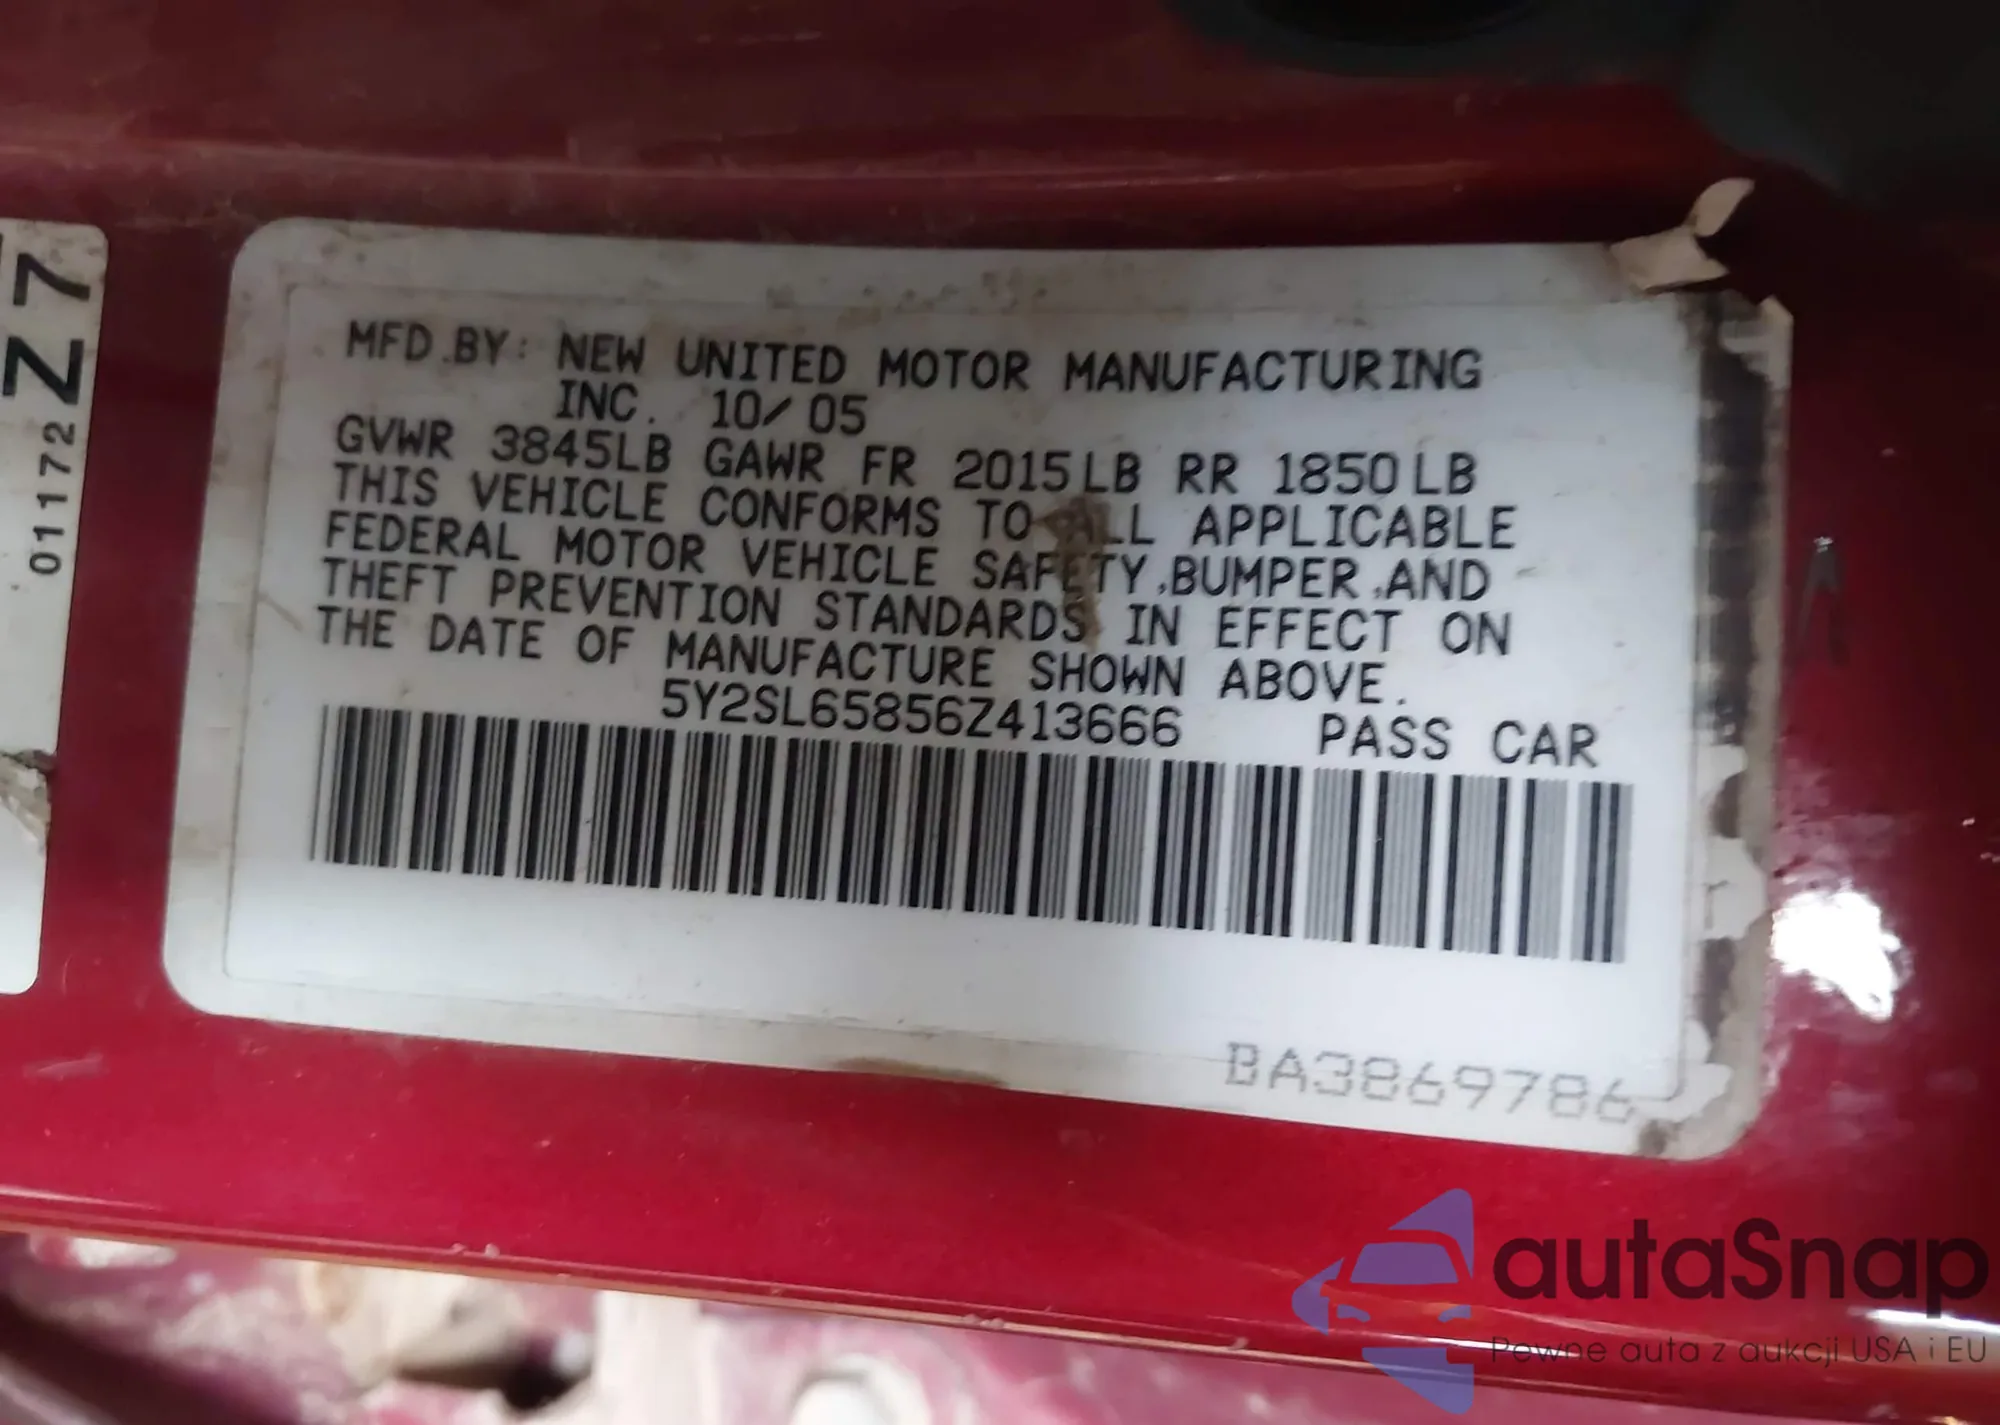 Z7
01172
MFD.BY: NEW UNITED MOTOR MANUFACTURING
INC. 10/05
GVWR 3845LB GAWR FR 2015LB RR 1850LB
THIS VEHICLE CONFORMS TO ALL APPLICABLE
FEDERAL MOTOR VEHICLE SAFETY,BUMPER,AND
THEFT PREVENTION STANDARDS IN EFFECT ON
THE DATE OF MANUFACTURE SHOWN ABOVE.
5Y2SL65856Z413666 PASS CAR
BA3869786
autaSnap
Pewne auta z aukcji USA i EU